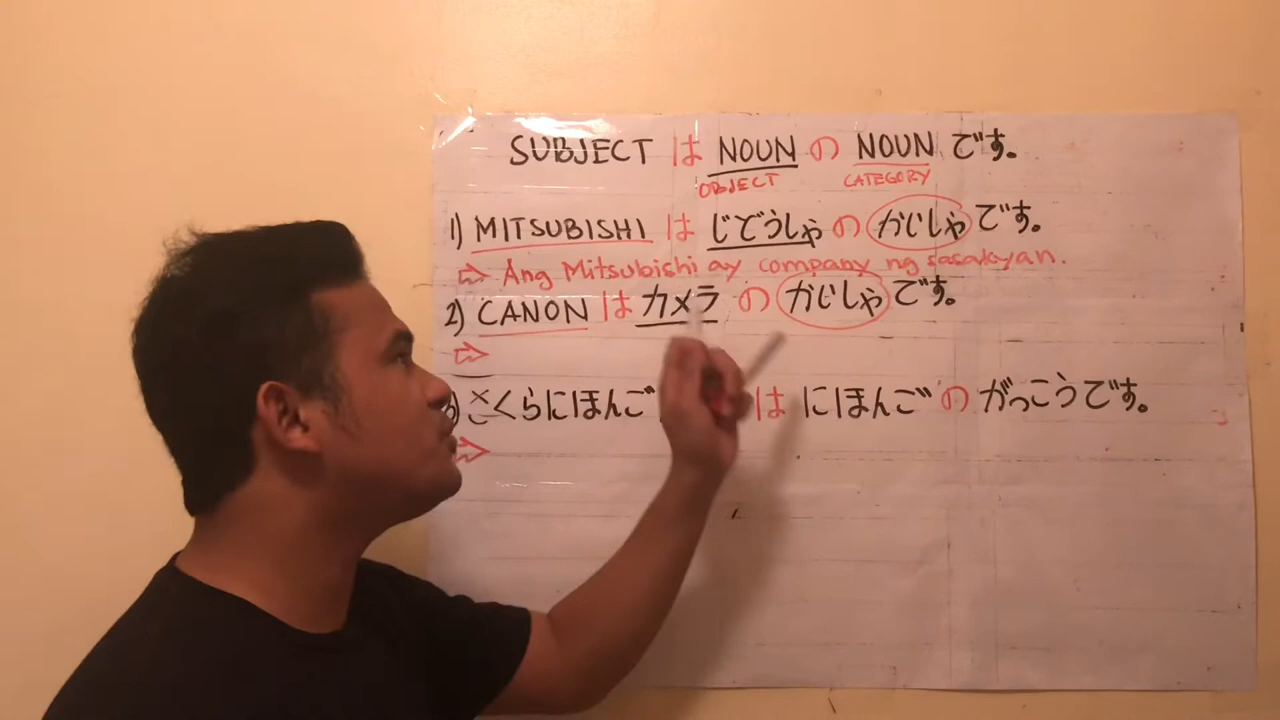 SUBJECT は NOUN の NOUN です。
OBJECT CATEGORY
1) MITSUBISHI は じどうしゃ の かいしゃ です。
⇨ Ang Mitsubishi ay company ng sasakyan.
2) CANON は カメラ の かいしゃ です。
⇨
くらにほんご は にほんご の がっこうです。
⇨